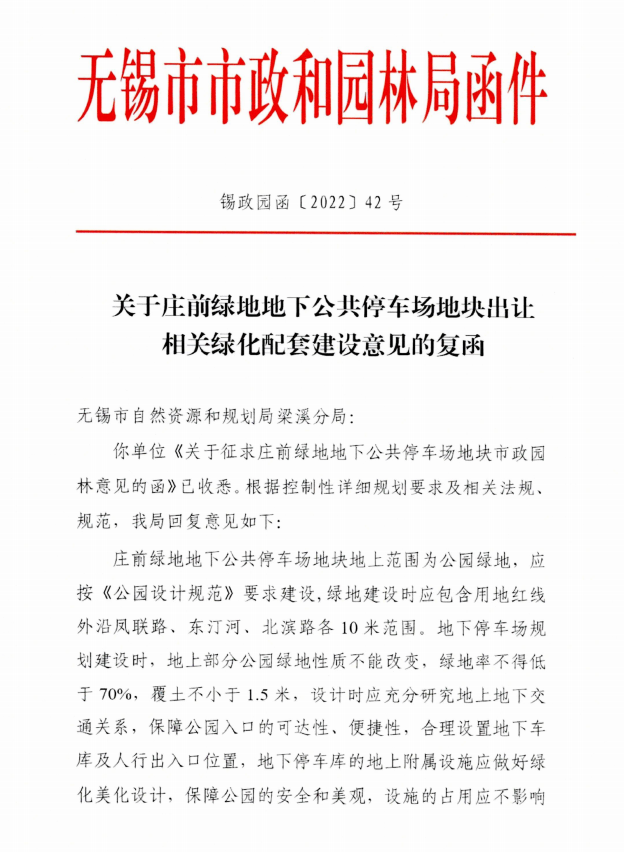 无锡市市政和园林局函件
锡政园函〔2022〕42号
关于庄前绿地地下公共停车场地块出让
相关绿化配套建设意见的复函
无锡市自然资源和规划局梁溪分局：
你单位《关于征求庄前绿地地下公共停车场地块市政园
林意见的函》已收悉。根据控制性详细规划要求及相关法规、
规范，我局回复意见如下：
庄前绿地地下公共停车场地块地上范围为公园绿地，应
按《公园设计规范》要求建设，绿地建设时应包含用地红线
外沿凤联路、东汀河、北滨路各10米范围。地下停车场规
划建设时，地上部分公园绿地性质不能改变，绿地率不得低
于70%，覆土不小于1.5米，设计时应充分研究地上地下交
通关系，保障公园入口的可达性、便捷性，合理设置地下车
库及人行出入口位置，地下停车库的地上附属设施应做好绿
化美化设计，保障公园的安全和美观，设施的占用应不影响